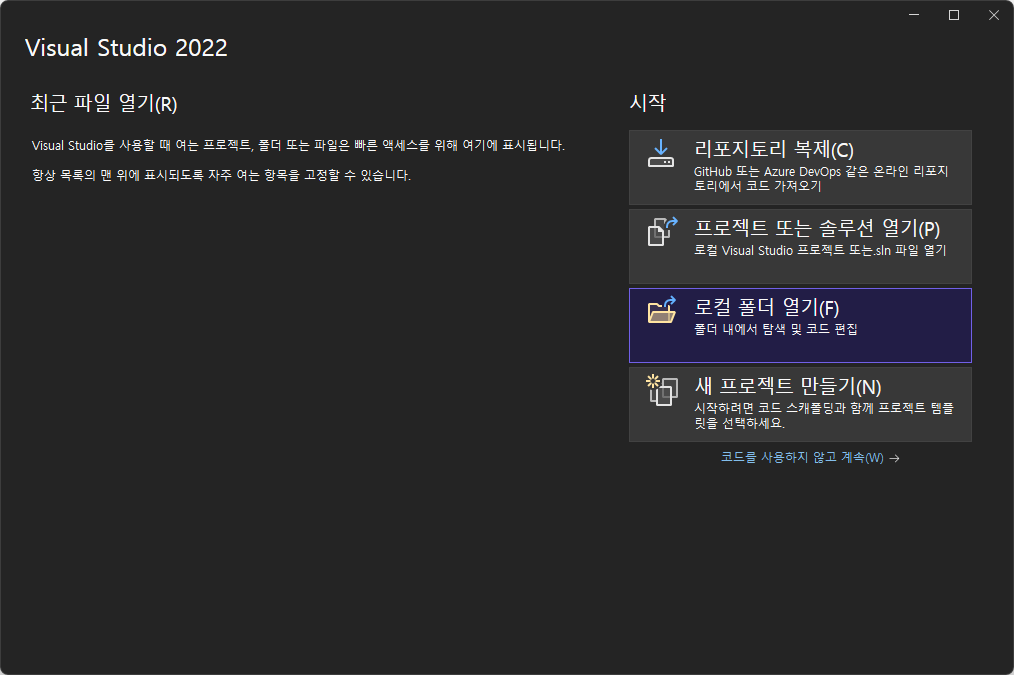 Visual Studio 2022
최근 파일 열기(R)
Visual Studio를 사용할 때 여는 프로젝트, 폴더 또는 파일은 빠른 액세스를 위해 여기에 표시됩니다.
항상 목록의 맨 위에 표시되도록 자주 여는 항목을 고정할 수 있습니다.
시작
리포지토리 복제(C)
GitHub 또는 Azure DevOps 같은 온라인 리포지
토리에서 코드 가져오기
프로젝트 또는 솔루션 열기(P)
로컬 Visual Studio 프로젝트 또는.sln 파일 열기
로컬 폴더 열기(F)
폴더 내에서 탐색 및 코드 편집
새 프로젝트 만들기(N)
시작하려면 코드 스캐폴딩과 함께 프로젝트 템플
릿을 선택하세요.
코드를 사용하지 않고 계속(W) →